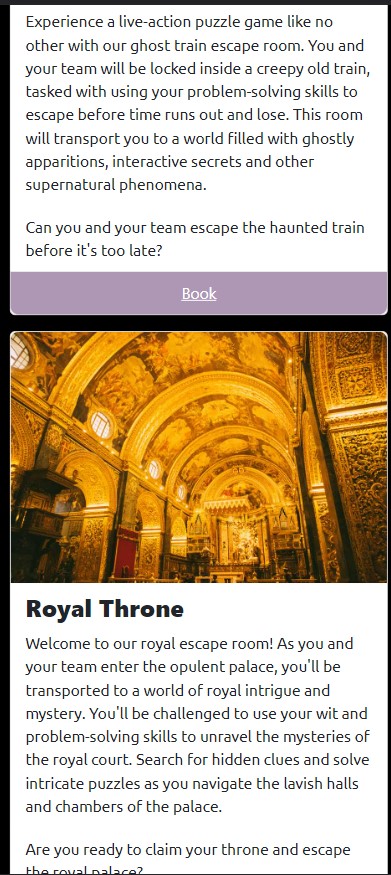 Experience a live-action puzzle game like no
other with our ghost train escape room. You and
your team will be locked inside a creepy old train,
tasked with using your problem-solving skills to
escape before time runs out and lose. This room
will transport you to a world filled with ghostly
apparitions, interactive secrets and other
supernatural phenomena.
Can you and your team escape the haunted train
before it's too late?
Book
Royal Throne
Welcome to our royal escape room! As you and
your team enter the opulent palace, you'll be
transported to a world of royal intrigue and
mystery. You'll be challenged to use your wit and
problem-solving skills to unravel the mysteries of
the royal court. Search for hidden clues and solve
intricate puzzles as you navigate the lavish halls
and chambers of the palace.
Are you ready to claim your throne and escape
the royal palace?